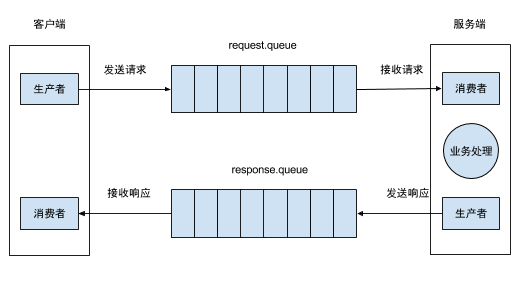 客户端
request.queue
服务端
发送请求
接收请求
生产者
消费者
业务处理
response.queue
接收响应
发送响应
消费者
生产者